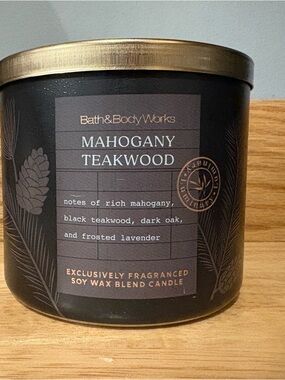 Bath&BodyWorks
MAHOGANY
TEAKWOOD
notes of rich mahogany,
black teakwood, dark oak,
and frosted lavender
EXCLUSIVELY FRAGRANCED
SOY WAX BLEND CANDLE